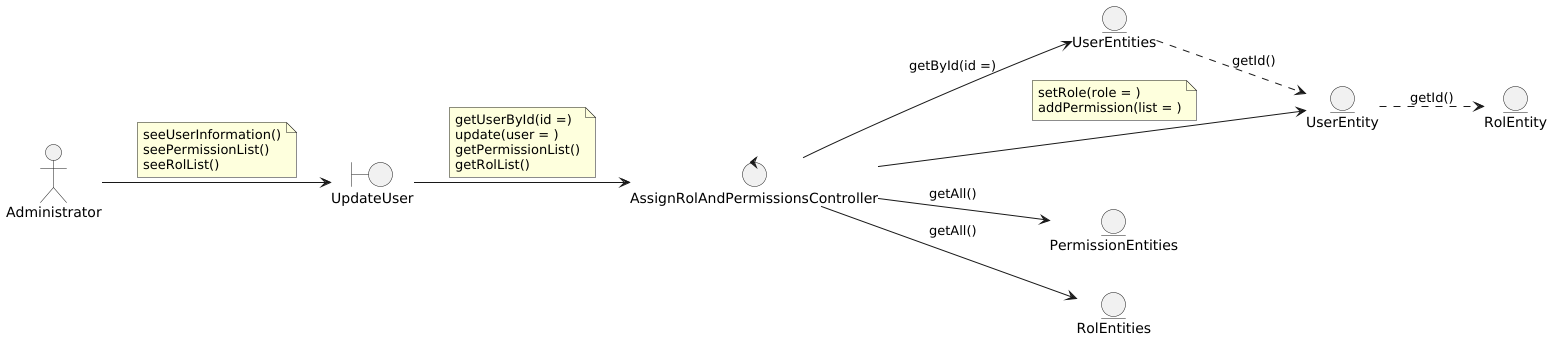 Administrator
seeUserInformation()
seePermissionList()
seeRolList()
UpdateUser
getUserById(id =)
update(user = )
getPermissionList()
getRolList()
AssignRolAndPermissionsController
getById(id =)
UserEntities
setRole(role = )
addPermission(list = )
getAll()
PermissionEntities
getAll()
RolEntities
getId()
UserEntity
getId()
RolEntity